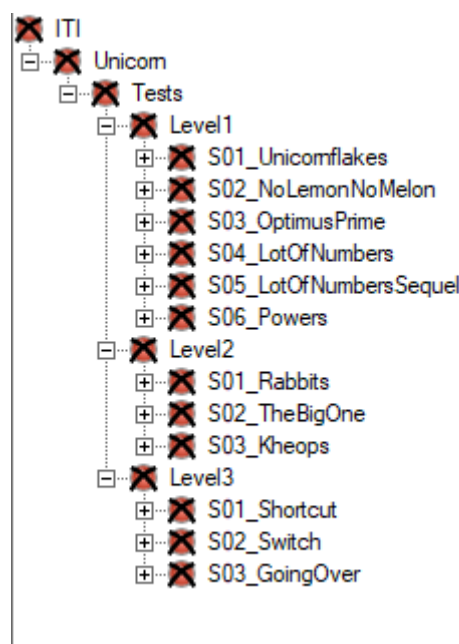 ITI
Unicorn
Tests
Level1
S01_Unicornflakes
S02_NoLemonNoMelon
S03_OptimusPrime
S04_LotOfNumbers
S05_LotOfNumbersSequel
S06_Powers
Level2
S01_Rabbits
S02_TheBigOne
S03_Kheops
Level3
S01_Shortcut
S02_Switch
S03_GoingOver